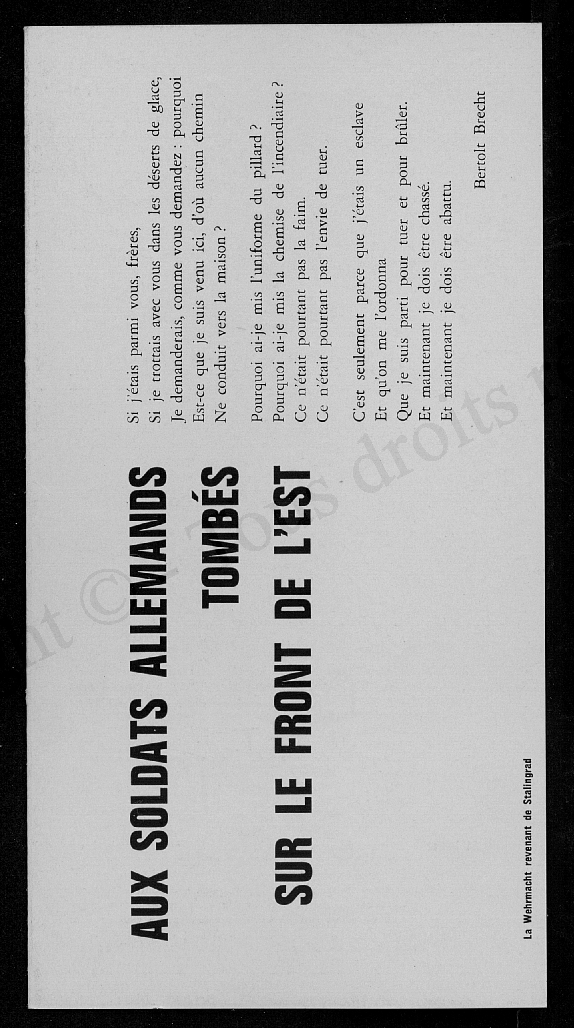 AUX SOLDATS ALLEMANDS
TOMBÉS
SUR LE FRONT DE L'EST
Si j'étais parmi vous, frères,
Si je trottais avec vous dans les déserts de glace,
Je demanderais, comme vous demandez : pourquoi
Est-ce que je suis venu ici, d'où aucun chemin
Ne conduit vers la maison ?
Pourquoi ai-je mis l'uniforme du pillard ?
Pourquoi ai-je mis la chemise de l'incendiaire ?
Ce n'était pourtant pas la faim.
Ce n'était pourtant pas l'envie de tuer.
C'est seulement parce que j'étais un esclave
Et qu'on me l'ordonna
Que je suis parti pour tuer et pour brûler.
Et maintenant je dois être chassé.
Et maintenant je dois être abattu.
Bertolt Brecht
La Wehrmacht revenant de Stalingrad
© - Tous droits